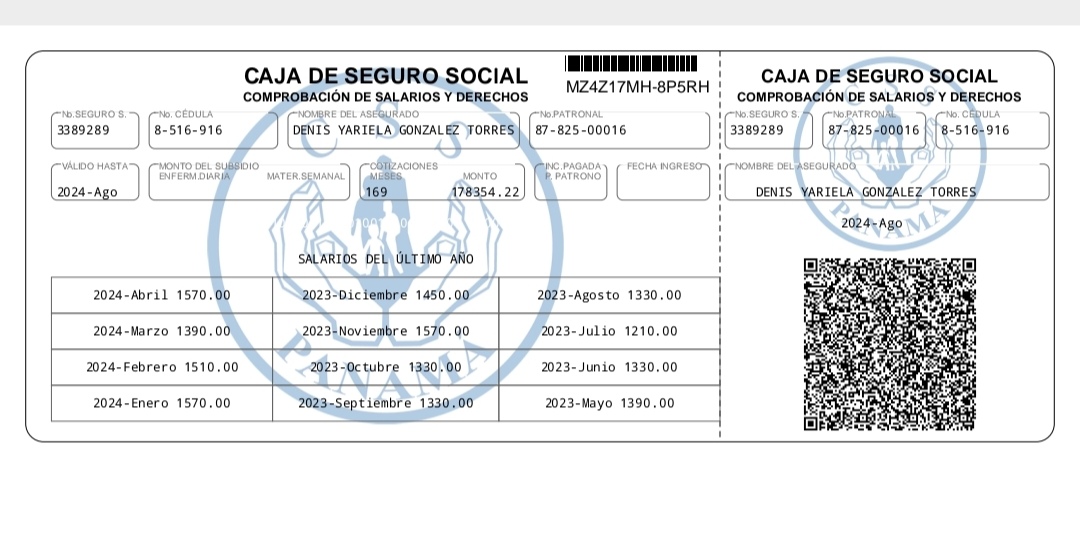 CAJA DE SEGURO SOCIAL
COMPROBACIÓN DE SALARIOS Y DERECHOS
MZ4Z17MH-8P5RH
No.SEGURO S. No. CÉDULA NOMBRE DEL ASEGURADO No.PATRONAL
3389289 8-516-916 DENIS YARIELA GONZALEZ TORRES 87-825-00016
VÁLIDO HASTA MONTO DEL SUBSIDIO COTIZACIONES INC.PAGADA FECHA INGRESO
ENFERM.DIARIA MATER.SEMANAL MESES MONTO P. PATRONO
2024-Ago 169 178354.22
CSS
PANAMÁ
SALARIOS DEL ÚLTIMO AÑO
2024-Abril 1570.00 2023-Diciembre 1450.00 2023-Agosto 1330.00
2024-Marzo 1390.00 2023-Noviembre 1570.00 2023-Julio 1210.00
2024-Febrero 1510.00 2023-Octubre 1330.00 2023-Junio 1330.00
2024-Enero 1570.00 2023-Septiembre 1330.00 2023-Mayo 1390.00
CAJA DE SEGURO SOCIAL
COMPROBACIÓN DE SALARIOS Y DERECHOS
No.SEGURO S. No.PATRONAL No. CÉDULA
3389289 87-825-00016 8-516-916
NOMBRE DEL ASEGURADO
DENIS YARIELA GONZALEZ TORRES
2024-Ago
PANAMÁ